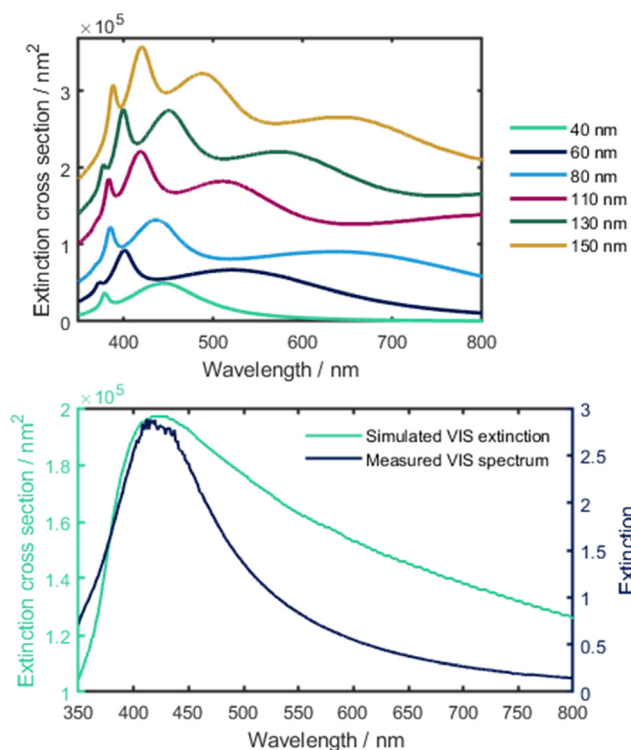 × 10⁵
Extinction cross section / nm²
3
2
1
0
400 500 600 700 800
Wavelength / nm
40 nm
60 nm
80 nm
110 nm
130 nm
150 nm
× 10⁵
Extinction cross section / nm²
2
1.8
1.6
1.4
1.2
1
Simulated VIS extinction
Measured VIS spectrum
3
2.5
2
1.5
1
0.5
0
Extinction
350 400 450 500 550 600 650 700 750 800
Wavelength / nm